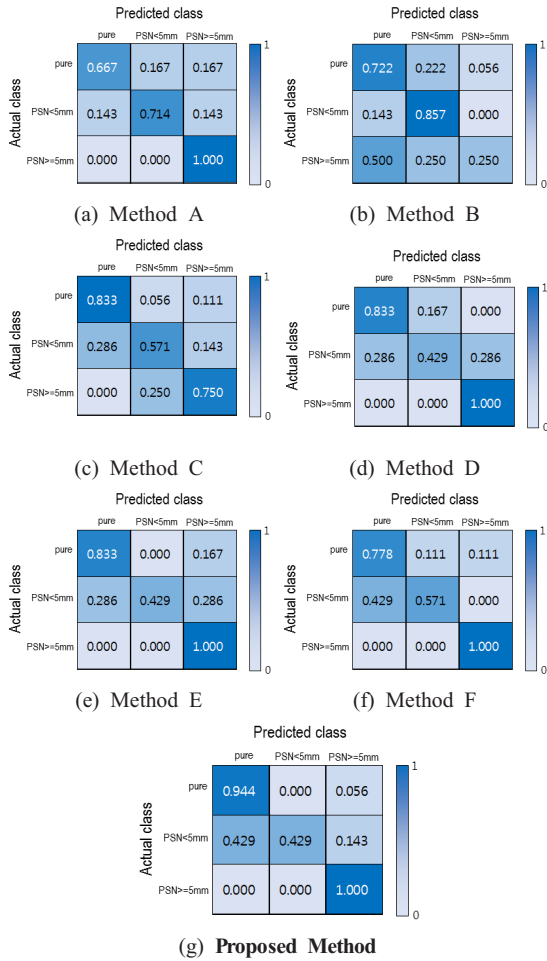 Predicted class
Predicted class
pure PSN<5mm PSN>=5mm
1
pure PSN<5mm PSN>=5mm
1
Actual class
pure
0.667 0.167 0.167
Actual class
pure
0.722 0.222 0.056
PSN<5mm
0.143 0.714 0.143
PSN<5mm
0.143 0.857 0.000
PSN>=5mm
0.000 0.000 1.000
0
PSN>=5mm
0.500 0.250 0.250
0
(a) Method A
(b) Method B
Predicted class
Predicted class
pure PSN<5mm PSN>=5mm
1
pure PSN<5mm PSN>=5mm
1
Actual class
pure
0.833 0.056 0.111
Actual class
pure
0.833 0.167 0.000
PSN<5mm
0.286 0.571 0.143
PSN<5mm
0.286 0.429 0.286
PSN>=5mm
0.000 0.250 0.750
0
PSN>=5mm
0.000 0.000 1.000
0
(c) Method C
(d) Method D
Predicted class
Predicted class
pure PSN<5mm PSN>=5mm
1
pure PSN<5mm PSN>=5mm
1
Actual class
pure
0.833 0.000 0.167
Actual class
pure
0.778 0.111 0.111
PSN<5mm
0.286 0.429 0.286
PSN<5mm
0.429 0.571 0.000
PSN>=5mm
0.000 0.000 1.000
0
PSN>=5mm
0.000 0.000 1.000
0
(e) Method E
(f) Method F
Predicted class
pure PSN<5mm PSN>=5mm
1
Actual class
pure
0.944 0.000 0.056
PSN<5mm
0.429 0.429 0.143
PSN>=5mm
0.000 0.000 1.000
0
(g) Proposed Method